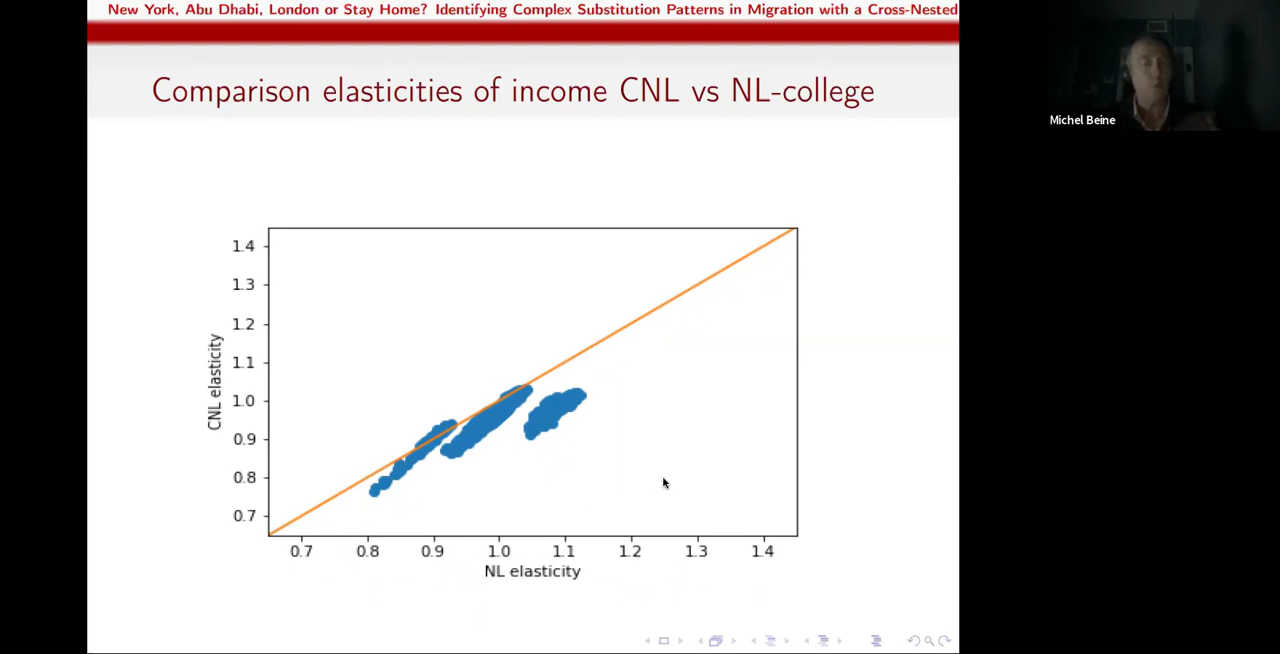 New York, Abu Dhabi, London or Stay Home? Identifying Complex Substitution Patterns in Migration with a Cross-Nested
Comparison elasticities of income CNL vs NL-college
Michel Beine
CNL elasticity
1.4
1.3
1.2
1.1
1.0
0.9
0.8
0.7
0.7 0.8 0.9 1.0 1.1 1.2 1.3 1.4
NL elasticity